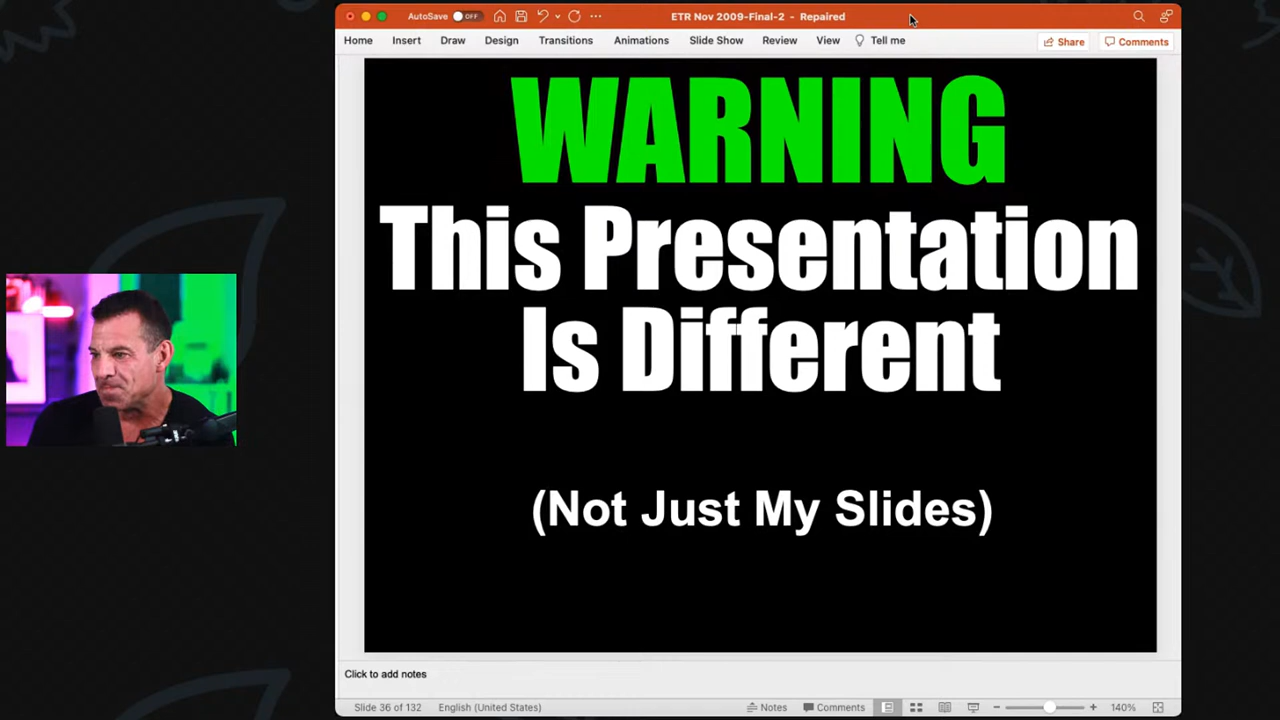 AutoSave OFF ETR Nov 2009-Final-2 - Repaired
Home Insert Draw Design Transitions Animations Slide Show Review View Tell me Share Comments
WARNING
This Presentation
Is Different
(Not Just My Slides)
Click to add notes
Slide 36 of 132 English (United States) Notes Comments 140%